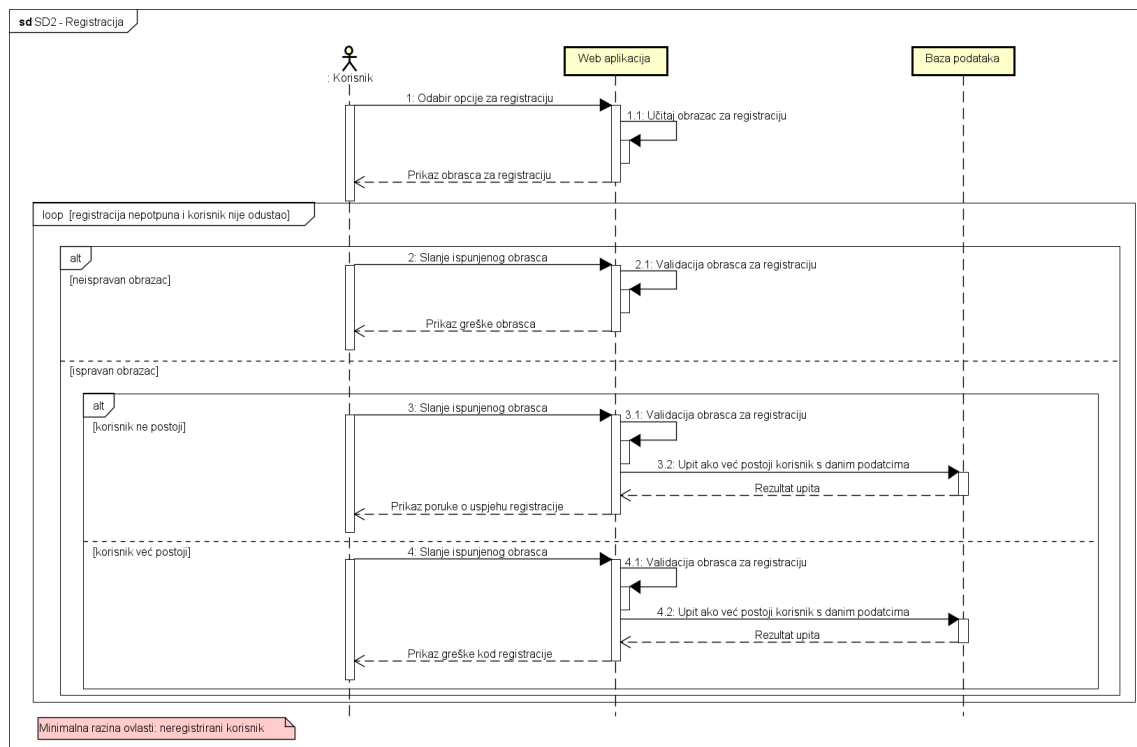 sd SD2 - Registracija
: Korisnik
Web aplikacija
Baza podataka
1: Odabir opcije za registraciju
1.1: Učitaj obrazac za registraciju
Prikaz obrasca za registraciju
loop [registracija nepotpuna i korisnik nije odustao]
alt
[neispravan obrazac]
2: Slanje ispunjenog obrasca
2.1: Validacija obrasca za registraciju
Prikaz greške obrasca
[ispravan obrazac]
alt
[korisnik ne postoji]
3: Slanje ispunjenog obrasca
3.1: Validacija obrasca za registraciju
3.2: Upit ako već postoji korisnik s danim podatcima
Rezultat upita
Prikaz poruke o uspjehu registracije
[korisnik već postoji]
4: Slanje ispunjenog obrasca
4.1: Validacija obrasca za registraciju
4.2: Upit ako već postoji korisnik s danim podatcima
Rezultat upita
Prikaz greške kod registracije
Minimalna razina ovlasti: neregistrirani korisnik